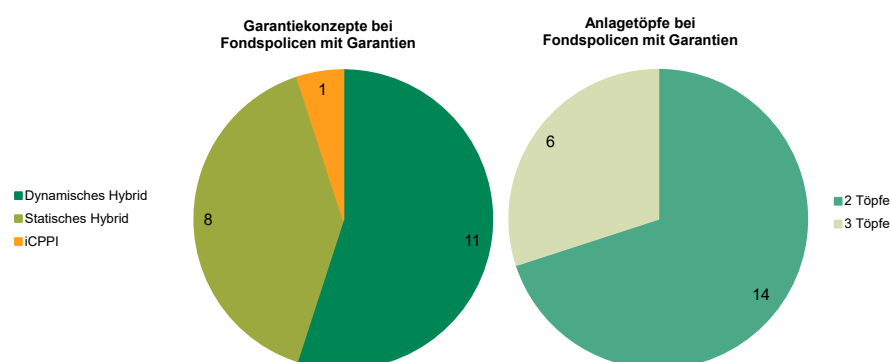 Garantiekonzepte bei
Fondspolicen mit Garantien
Dynamisches Hybrid
Statisches Hybrid
iCPPI
1
8
11
Anlagetöpfe bei
Fondspolicen mit Garantien
6
14
2 Töpfe
3 Töpfe